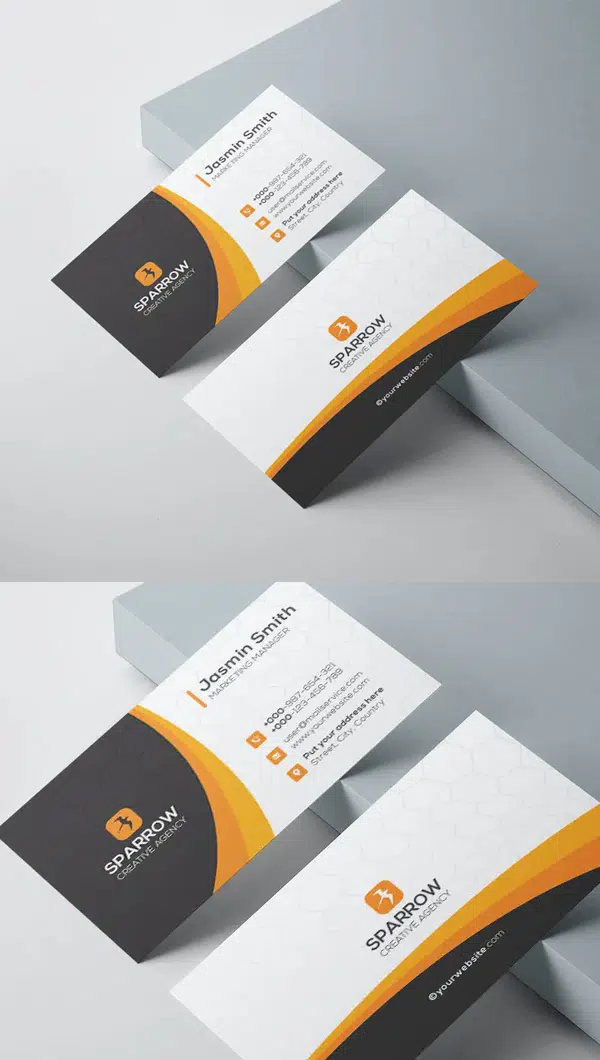 Jasmin Smith
MARKETING MANAGER
+000-987-654-321
+000-123-456-789
user@mailservice.com
www.yourwebsite.com
Put your address here
Street, City, Country
SPARROW
CREATIVE AGENCY
SPARROW
CREATIVE AGENCY
©yourwebsite.com
Jasmin Smith
MARKETING MANAGER
+000-987-654-321
+000-123-456-789
user@mailservice.com
www.yourwebsite.com
Put your address here
Street, City, Country
SPARROW
CREATIVE AGENCY
SPARROW
CREATIVE AGENCY
©yourwebsite.com